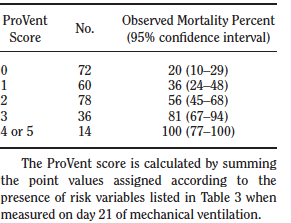 ProVent Score No. Observed Mortality Percent (95% confidence interval)
0 72 20 (10–29)
1 60 36 (24–48)
2 78 56 (45–68)
3 36 81 (67–94)
4 or 5 14 100 (77–100)
The ProVent score is calculated by summing
the point values assigned according to the
presence of risk variables listed in Table 3 when
measured on day 21 of mechanical ventilation.